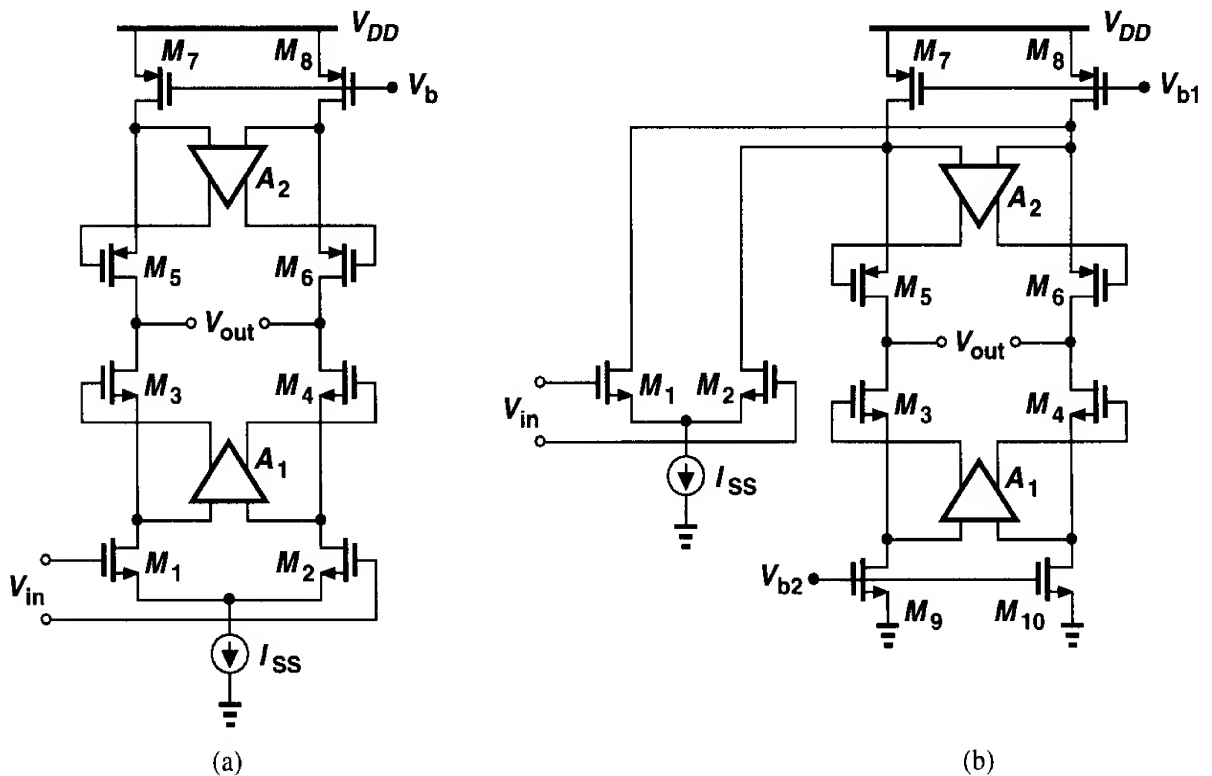 V_DD
M_7 M_8
V_b
A_2
M_5 M_6
V_out
M_3 M_4
A_1
M_1 M_2
V_in
I_SS
(a)
V_DD
M_7 M_8
V_b1
A_2
M_5 M_6
V_out
M_1 M_2
M_3 M_4
V_in
I_SS
A_1
V_b2
M_9 M_10
(b)